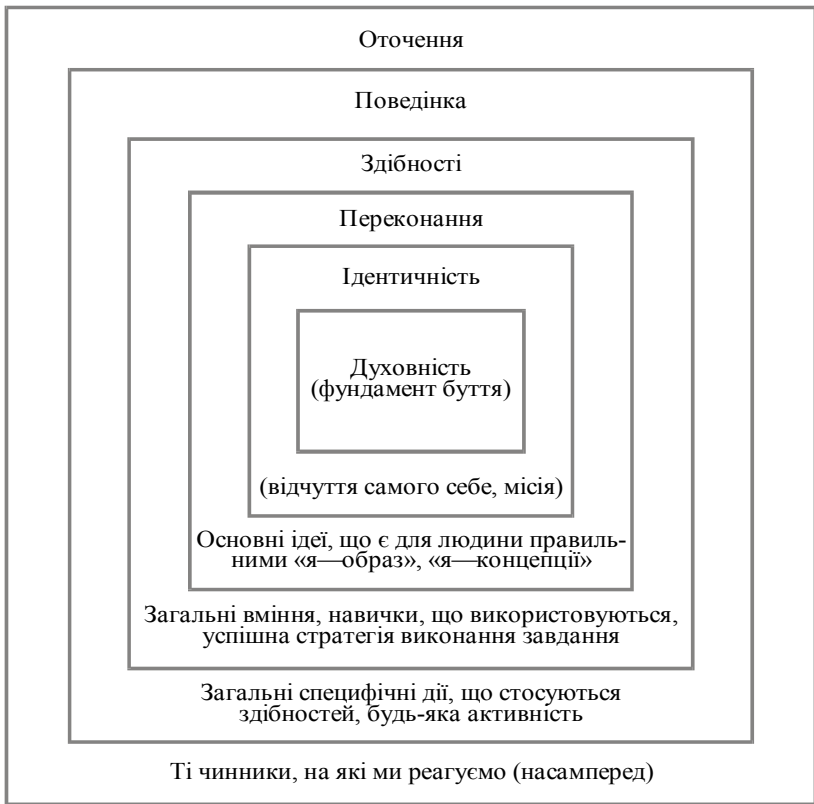 Оточення
Поведінка
Здібності
Переконання
Ідентичність
Духовність
(фундамент буття)
(відчуття самого себе, місія)
Основні ідеї, що є для людини правиль-
ними «я—образ», «я—концепції»
Загальні вміння, навички, що використовуються,
успішна стратегія виконання завдання
Загальні специфічні дії, що стосуються
здібностей, будь-яка активність
Ті чинники, на які ми реагуємо (насамперед)